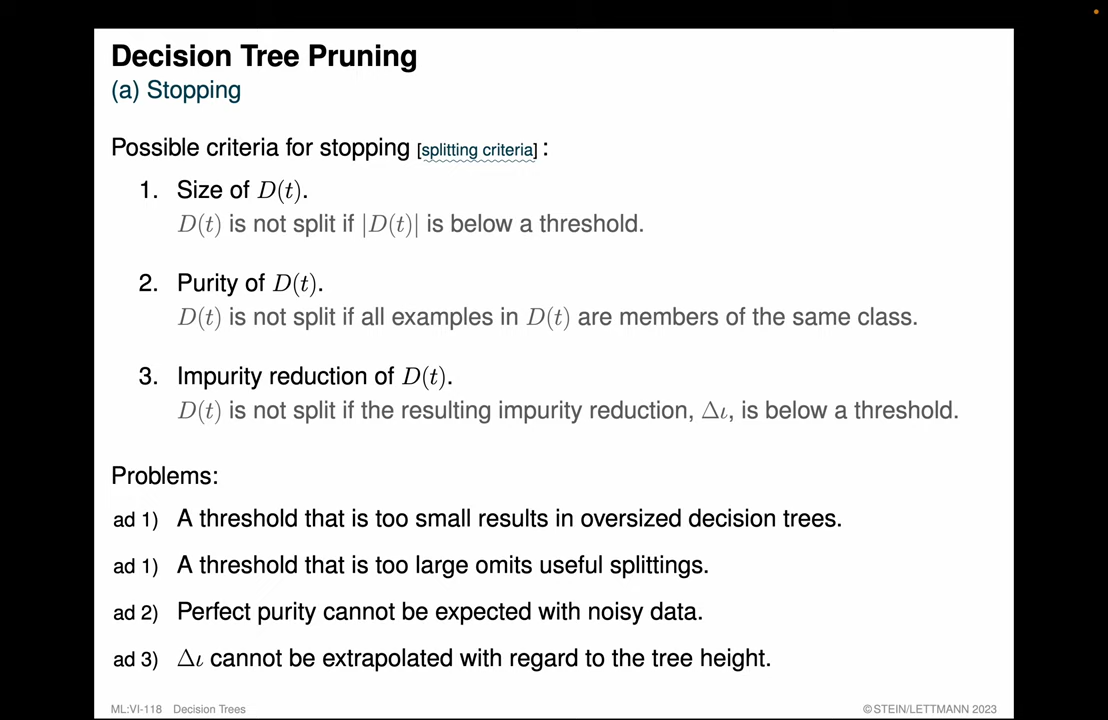 Decision Tree Pruning
(a) Stopping
Possible criteria for stopping [splitting criteria] :
1. Size of D(t).
D(t) is not split if |D(t)| is below a threshold.
2. Purity of D(t).
D(t) is not split if all examples in D(t) are members of the same class.
3. Impurity reduction of D(t).
D(t) is not split if the resulting impurity reduction, Δι, is below a threshold.
Problems:
ad 1) A threshold that is too small results in oversized decision trees.
ad 1) A threshold that is too large omits useful splittings.
ad 2) Perfect purity cannot be expected with noisy data.
ad 3) Δι cannot be extrapolated with regard to the tree height.
ML:VI-118 Decision Trees ©STEIN/LETTMANN 2023